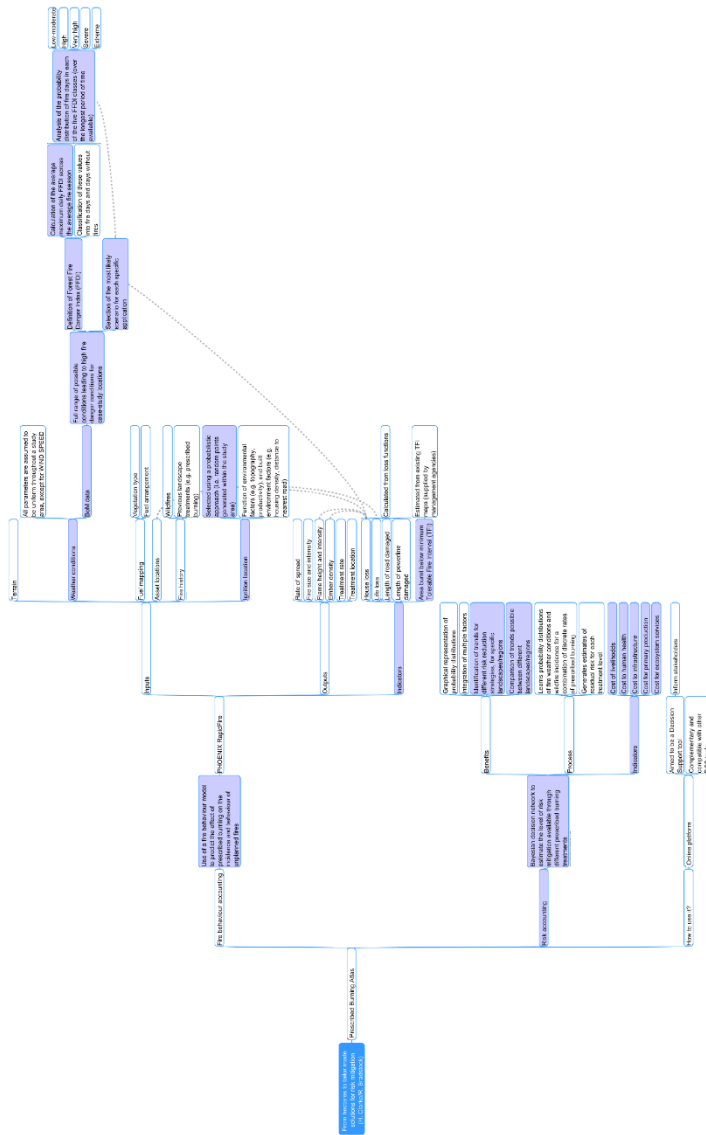 From hectares to tailor-made
solutions for risk mitigation
Prescribed Burning Atlas
Fire behaviour accounting
Use of a fire behaviour model
to predict the effect of
prescribed burning on the
incidence and behaviour of
unplanned fires
PHOENIX RapidFire
Inputs
Terrain
Weather conditions
All parameters are assumed to
be uniform throughout a study
area, except for WIND SPEED
BoM data
Full range of possible
conditions leading to high fire
danger conditions for
case-study locations
Definition of Forest Fire
Danger Index (FFDI)
Calculation of the average
maximum daily FFDI across
the average fire season
Analysis of the probability
distribution of fire days in each
of the five FFDI classes (over
the longest period of time
available)
Low-moderate
High
Very high
Severe
Extreme
Classification of these values
into fire days and days without
fires
Selection of the most likely
scenario for each specific
application
Fuel mapping
Vegetation type
Fuel arrangement
Asset locations
Fire history
Wildfires
Previous landscape
treatments (e.g. prescribed
burning)
Ignition location
Selected using a probabilistic
approach (i.e. random points
generated within the study
area)
Function of environmental
factors (e.g. topography,
productivity), and built
environment factors (e.g.
housing density, distance to
nearest road)
Outputs
Rate of spread
Fire size and intensity
Flame height and intensity
Ember density
Treatment rate
Treatment location
Indicators
House loss
Life loss
Calculated from loss functions
Length of road damaged
Length of powerline
damaged
Area burnt below minimum
Tolerable Fire Interval (TFI)
Estimated from existing TFI
maps (supplied by
management agencies)
Risk accounting
Bayesian decision network to
estimate the level of risk
mitigation available through
different prescribed burning
treatments
Benefits
Graphical representation of
probability distributions
Integration of multiple factors
Identification of trends for
different risk reduction
strategies, for specific
landscapes/regions
Comparison of trends possible
between different
landscapes/regions
Process
Learns probability distributions
of fire weather conditions and
wildfire incidence for a
combination of discrete rates
of prescribed burning
Generates estimates of
residual risk for each
treatment level
Indicators
Cost of livelihoods
Cost to human health
Cost to infrastructure
Cost for primary production
Cost for ecosystem services
How to use it?
Online platform
Aimed to be a Decision
Support tool
Inform stakeholders
Complementary and
compatible with other